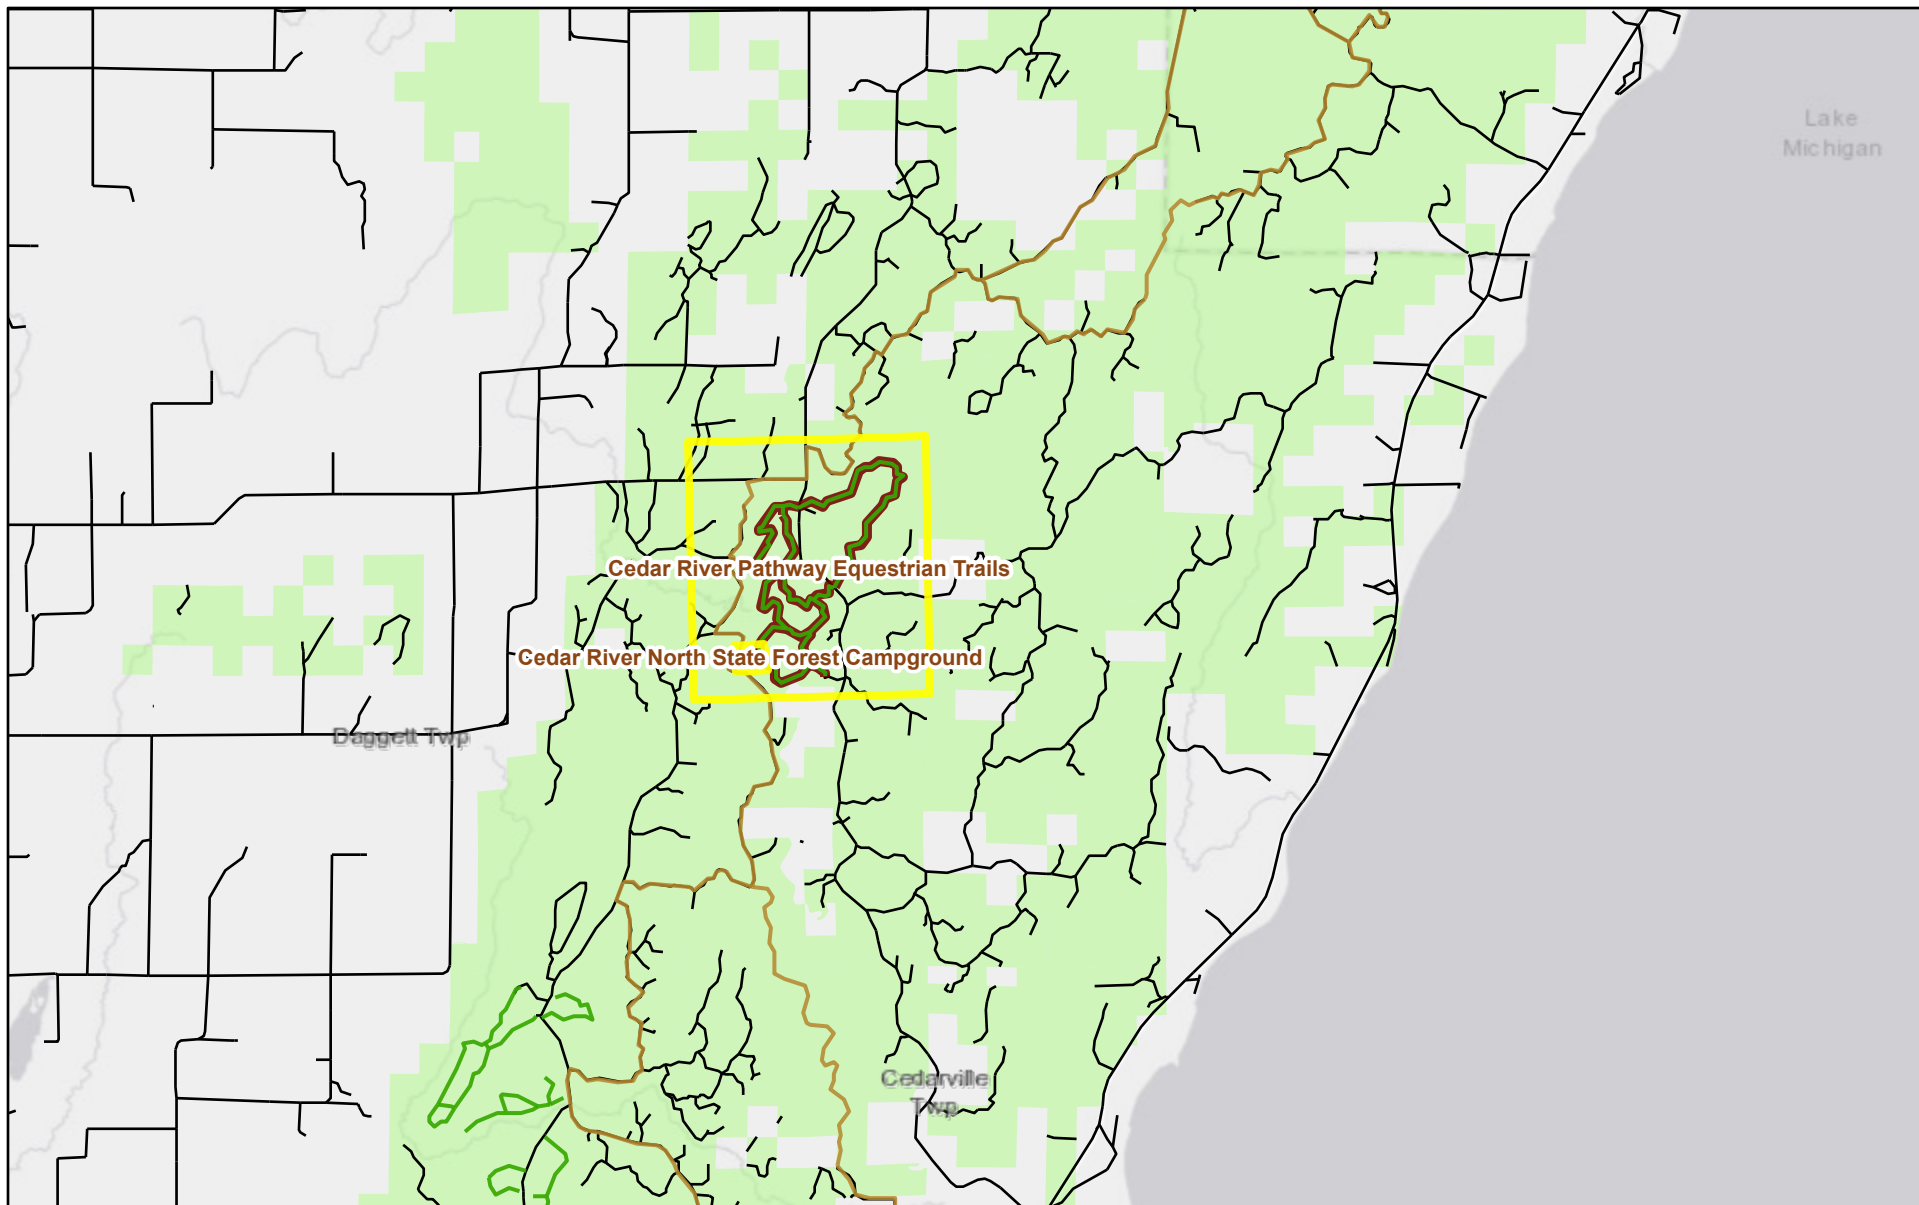 Lake
Michigan
Cedar River Pathway Equestrian Trails
Cedar River North State Forest Campground
Daggett Twp
Cedarville
Twp